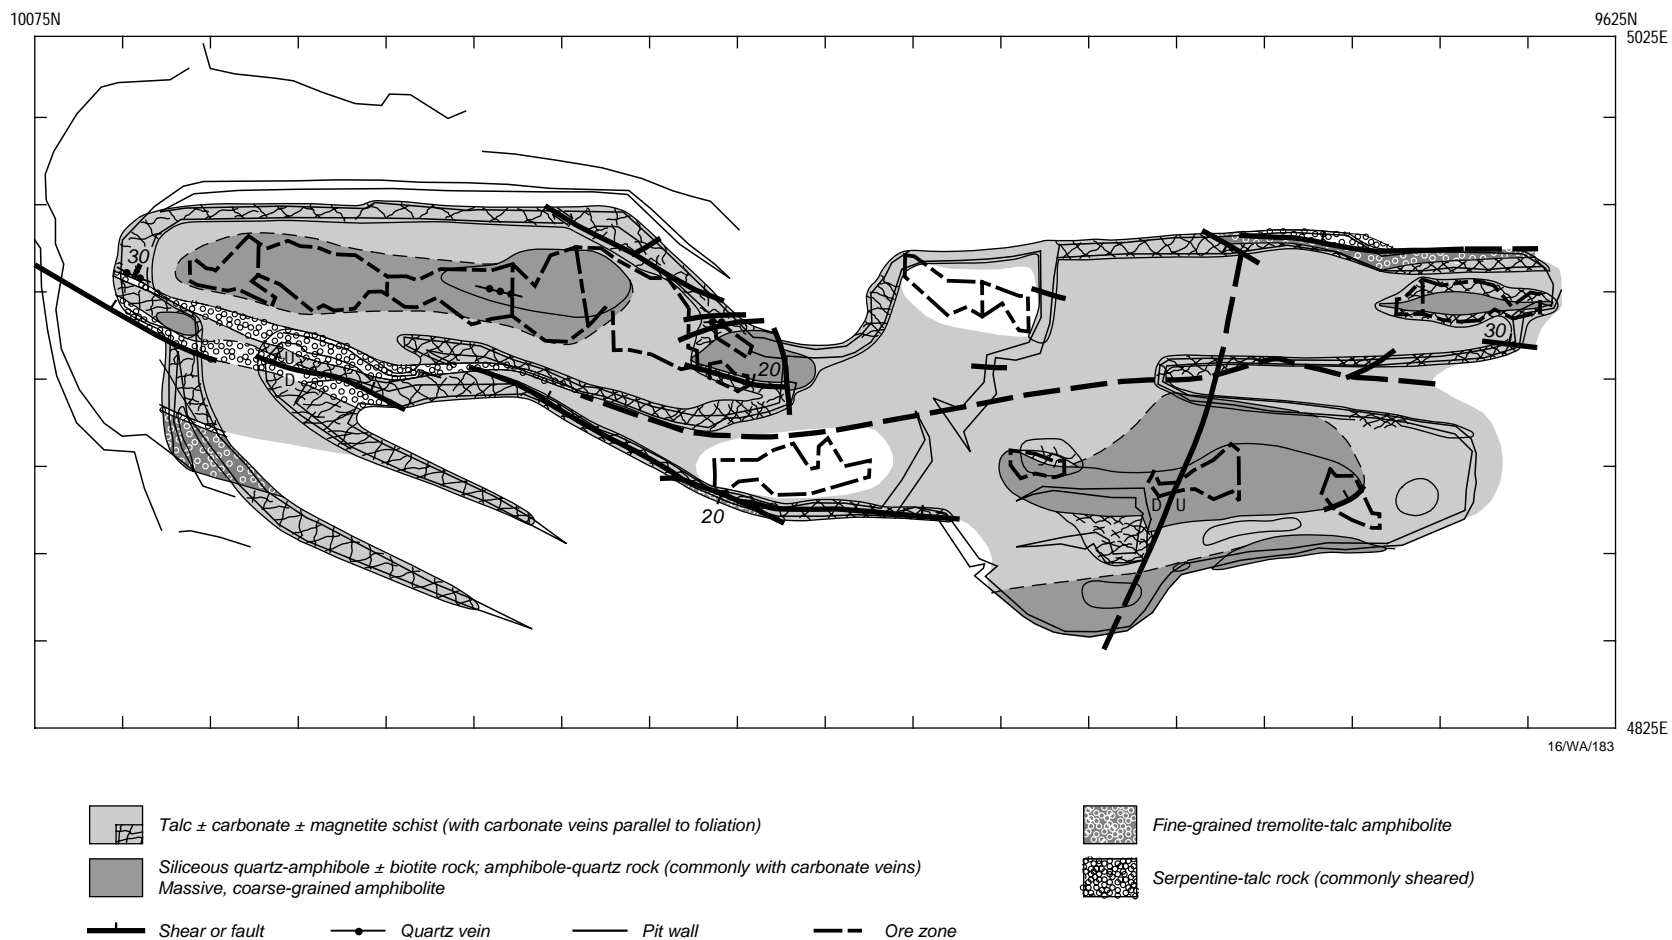 10075N
9625N
5025E
30
30
U
D
20
20
D U
4825E
16/WA/183
Talc ± carbonate ± magnetite schist (with carbonate veins parallel to foliation)
Fine-grained tremolite-talc amphibolite
Siliceous quartz-amphibole ± biotite rock; amphibole-quartz rock (commonly with carbonate veins)
Massive, coarse-grained amphibolite
Serpentine-talc rock (commonly sheared)
Shear or fault
Quartz vein
Pit wall
Ore zone